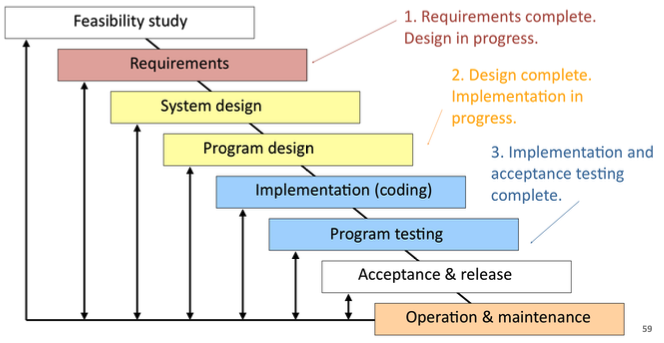 Feasibility study
1. Requirements complete.
Design in progress.
Requirements
2. Design complete.
Implementation in
progress.
System design
Program design
3. Implementation and
acceptance testing
complete.
Implementation (coding)
Program testing
Acceptance & release
Operation & maintenance
59